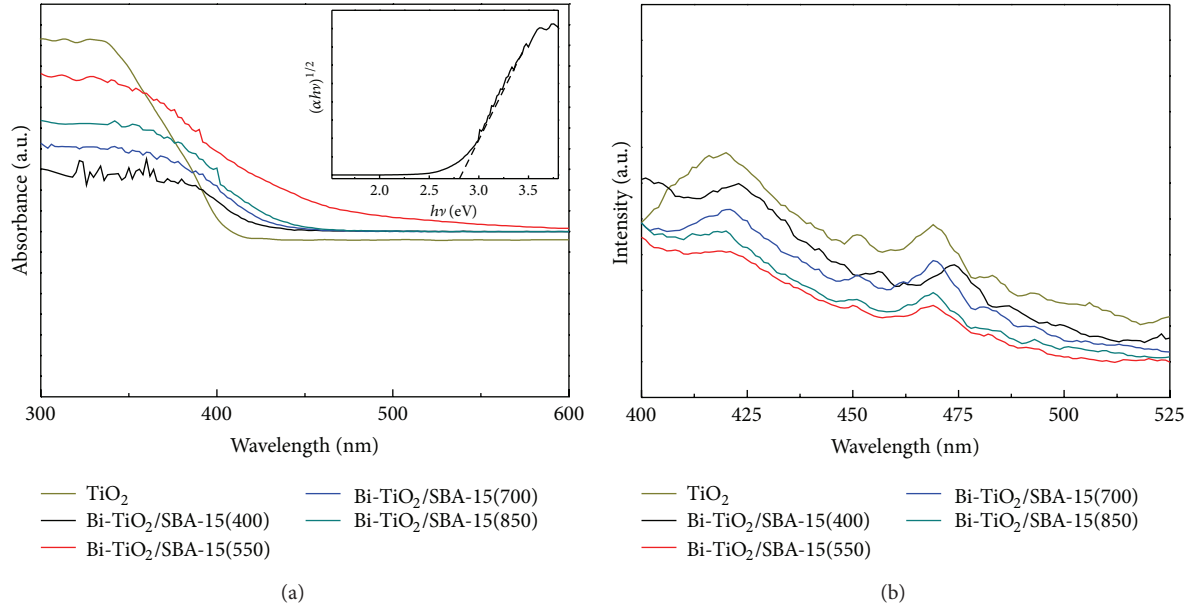 Absorbance (a.u.)
(αhν)^1/2
2.0 2.5 3.0 3.5
hν (eV)
300 400 500 600
Wavelength (nm)
TiO₂
Bi-TiO₂/SBA-15(400)
Bi-TiO₂/SBA-15(550)
Bi-TiO₂/SBA-15(700)
Bi-TiO₂/SBA-15(850)
(a)
Intensity (a.u.)
400 425 450 475 500 525
Wavelength (nm)
TiO₂
Bi-TiO₂/SBA-15(400)
Bi-TiO₂/SBA-15(550)
Bi-TiO₂/SBA-15(700)
Bi-TiO₂/SBA-15(850)
(b)